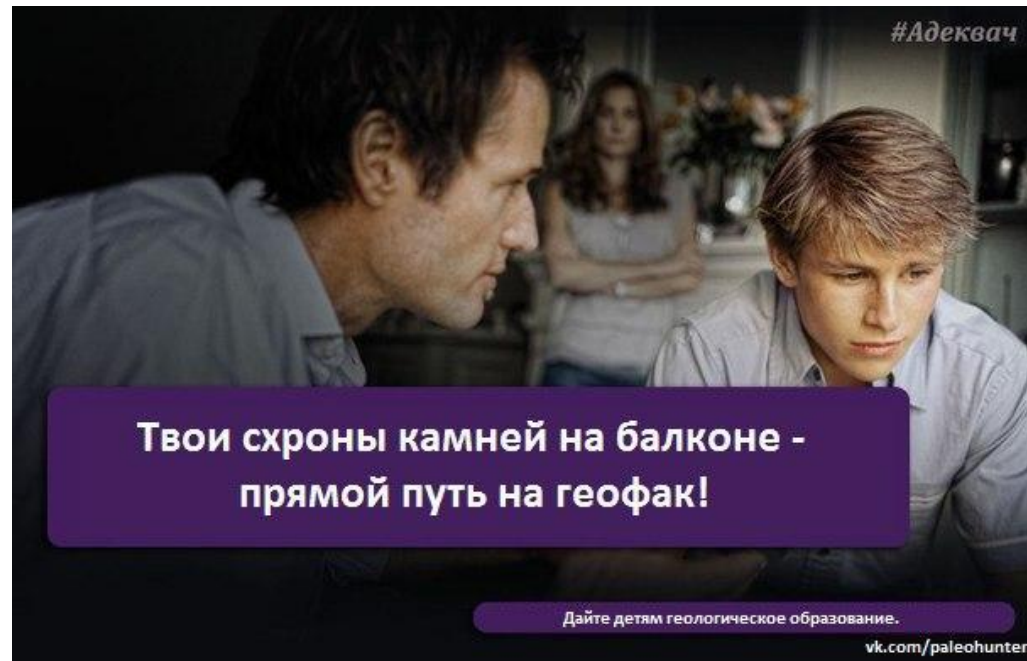 #Адеквач
Твои схроны камней на балконе -
прямой путь на геофак!
Дайте детям геологическое образование.
vk.com/paleohunter